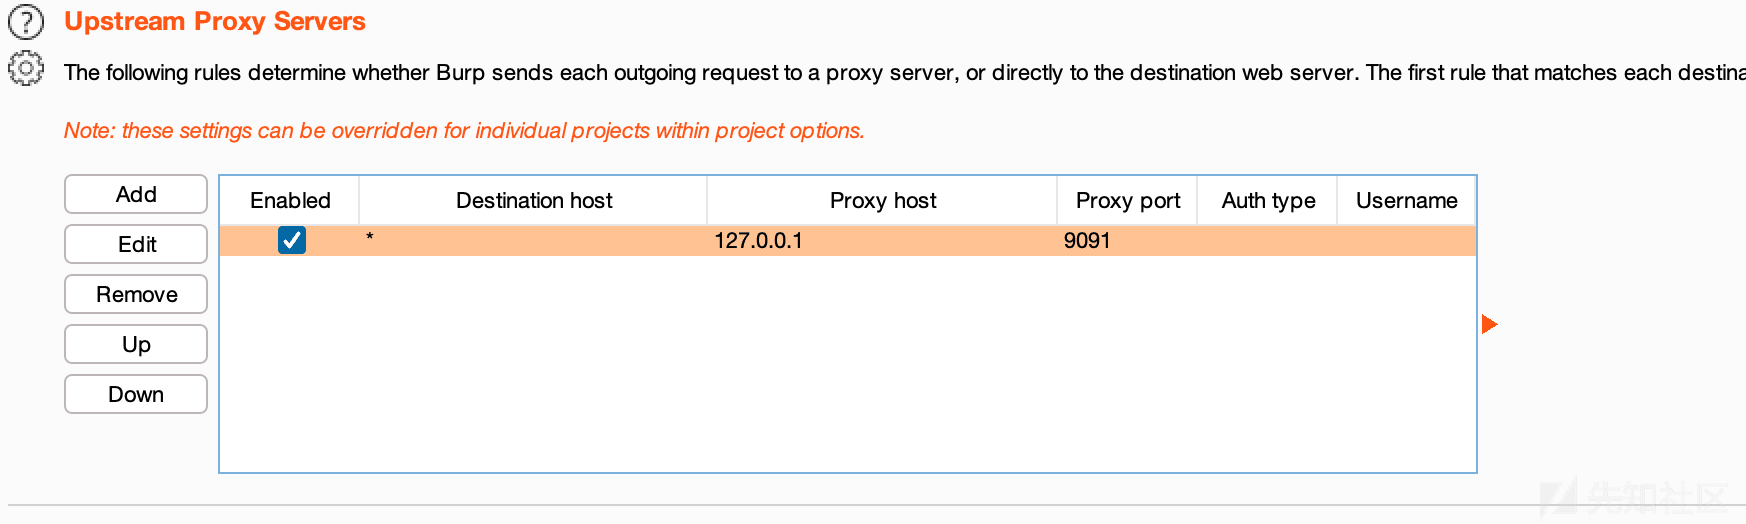 Upstream Proxy Servers
The following rules determine whether Burp sends each outgoing request to a proxy server, or directly to the destination web server. The first rule that matches each destina
Note: these settings can be overridden for individual projects within project options.
Add
Edit
Remove
Up
Down
Enabled Destination host Proxy host Proxy port Auth type Username
* 127.0.0.1 9091
先知社区